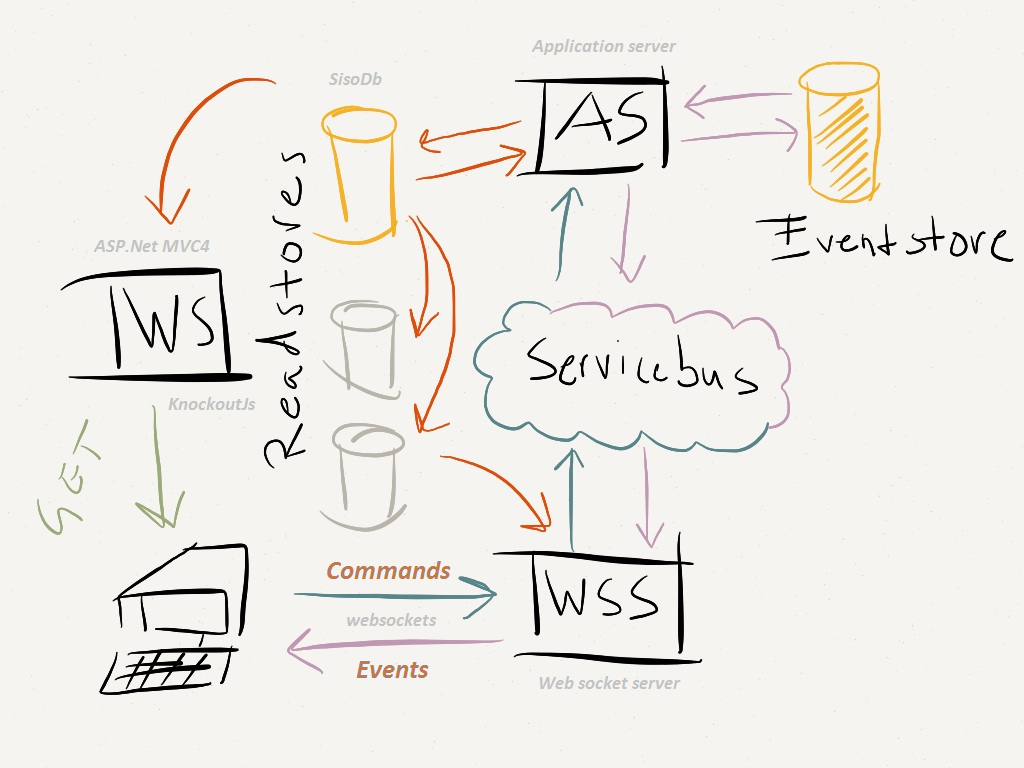 Application server
SisoDb
AS
Eventstore
ASP.Net MVC4
WS
Readstores
KnockoutJs
Servicebus
GET
Commands
websockets
Events
WSS
Web socket server